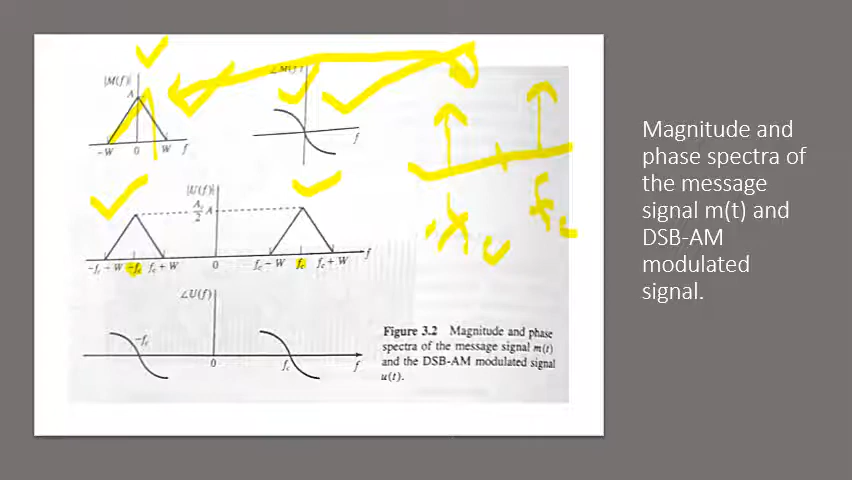 |M(f)|
A
-W 0 W f
∠M(f)
f
|U(f)|
A_c/2 A
-f_c - W -f_c f_c + W 0 f_c - W f_c f_c + W f
∠U(f)
-f_c
0 f_c f
-f_c f_c
Figure 3.2 Magnitude and phase
spectra of the message signal m(t)
and the DSB-AM modulated signal
u(t).
Magnitude and
phase spectra of
the message
signal m(t) and
DSB-AM
modulated
signal.